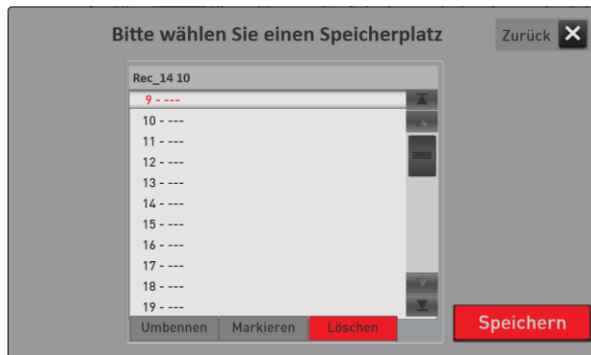 Bitte wählen Sie einen Speicherplatz
Zurück X
Rec_14 10
9 - ---
10 - ---
11 - ---
12 - ---
13 - ---
14 - ---
15 - ---
16 - ---
17 - ---
18 - ---
19 - ---
Umbennen Markieren Löschen
Speichern